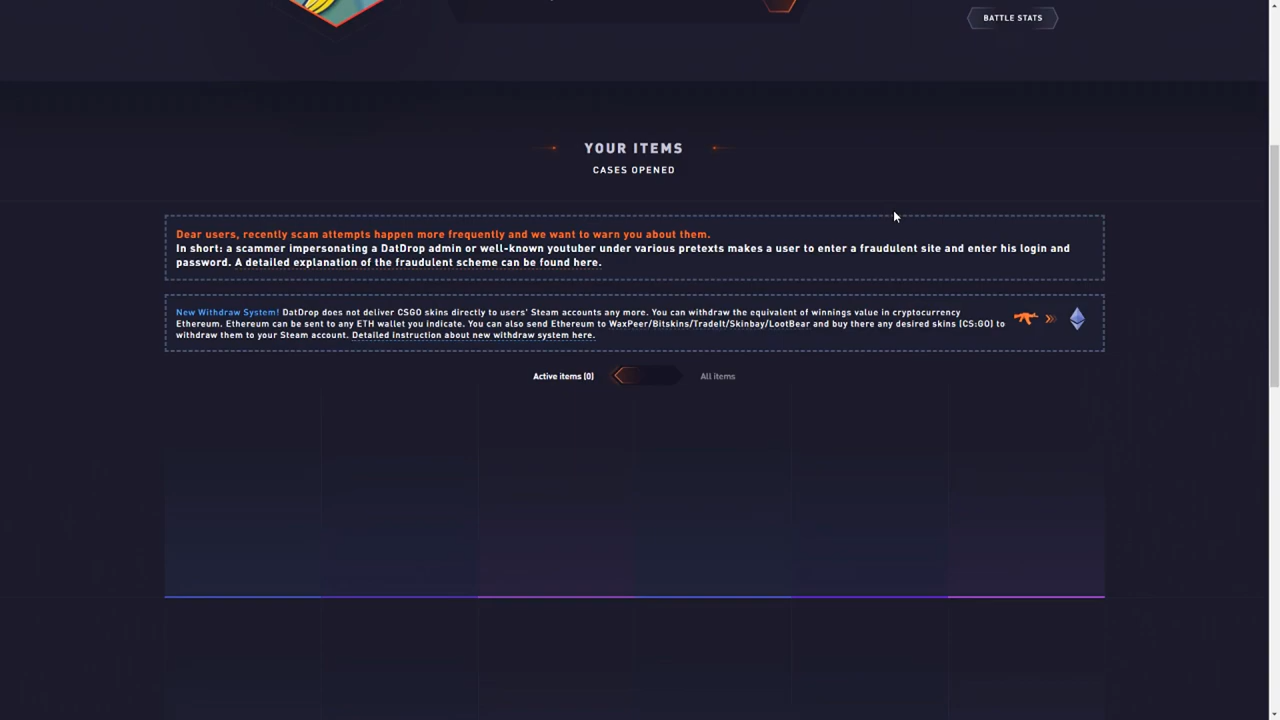 BATTLE STATS
YOUR ITEMS
CASES OPENED
Dear users, recently scam attempts happen more frequently and we want to warn you about them.
In short: a scammer impersonating a DatDrop admin or well-known youtuber under various pretexts makes a user to enter a fraudulent site and enter his login and
password. A detailed explanation of the fraudulent scheme can be found here.
New Withdraw System! DatDrop does not deliver CSGO skins directly to users' Steam accounts any more. You can withdraw the equivalent of winnings value in cryptocurrency
Ethereum. Ethereum can be sent to any ETH wallet you indicate. You can also send Ethereum to WaxPeer/Bitskins/TradeIt/Skinbay/LootBear and buy there any desired skins (CS:GO) to
withdraw them to your Steam account. Detailed instruction about new withdraw system here.
Active items (0) All items